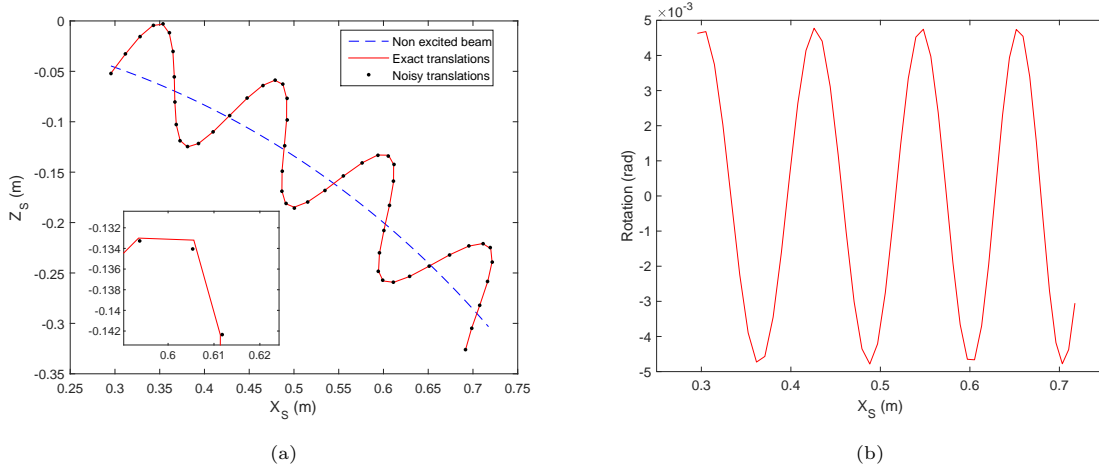 0
-0.05
-0.1
-0.15
-0.2
-0.25
-0.3
-0.35
Z_S (m)
Non excited beam
Exact translations
Noisy translations
-0.132
-0.134
-0.136
-0.138
-0.14
-0.142
0.6 0.61 0.62
0.25 0.3 0.35 0.4 0.45 0.5 0.55 0.6 0.65 0.7 0.75
X_S (m)
(a)
×10⁻³
5
4
3
2
1
0
-1
-2
-3
-4
-5
Rotation (rad)
0.3 0.4 0.5 0.6 0.7
X_S (m)
(b)